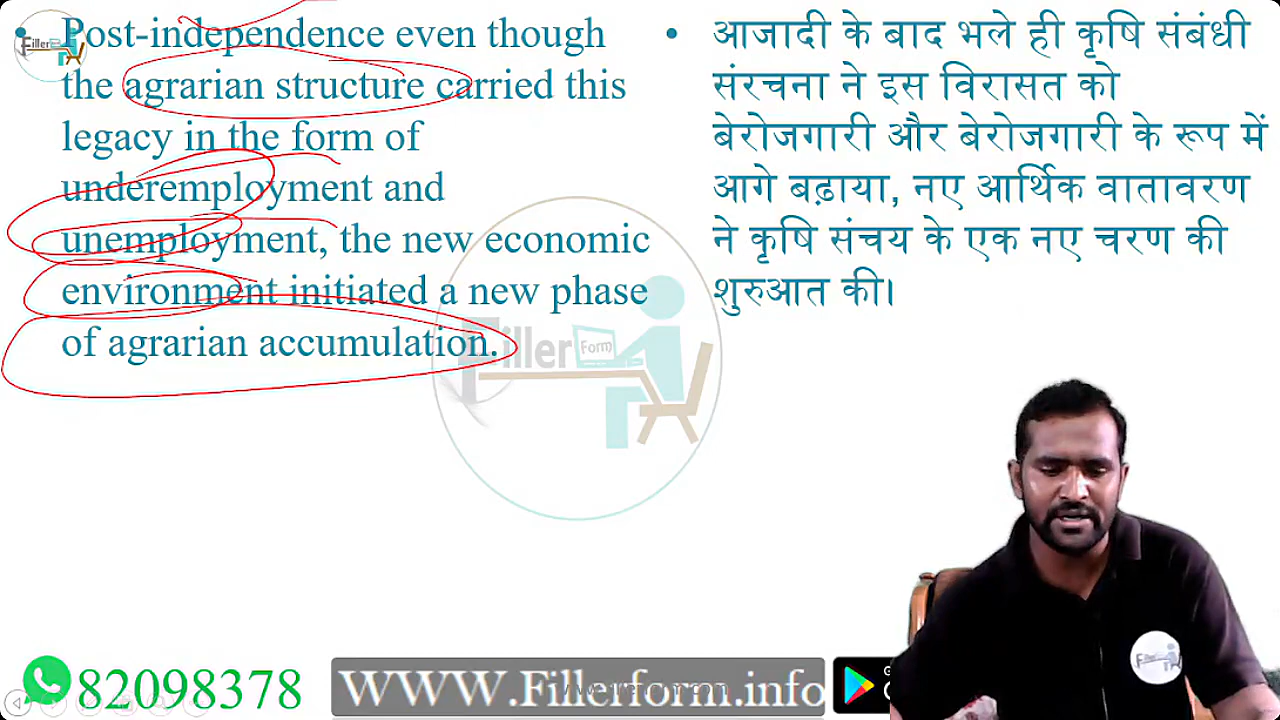 Post-independence even though
the agrarian structure carried this
legacy in the form of
underemployment and
unemployment, the new economic
environment initiated a new phase
of agrarian accumulation.
आजादी के बाद भले ही कृषि संबंधी
संरचना ने इस विरासत को
बेरोजगारी और बेरोजगारी के रूप में
आगे बढ़ाया, नए आर्थिक वातावरण
ने कृषि संचय के एक नए चरण की
शुरुआत की।
Filler Form
82098378
WWW.Fillerform.info